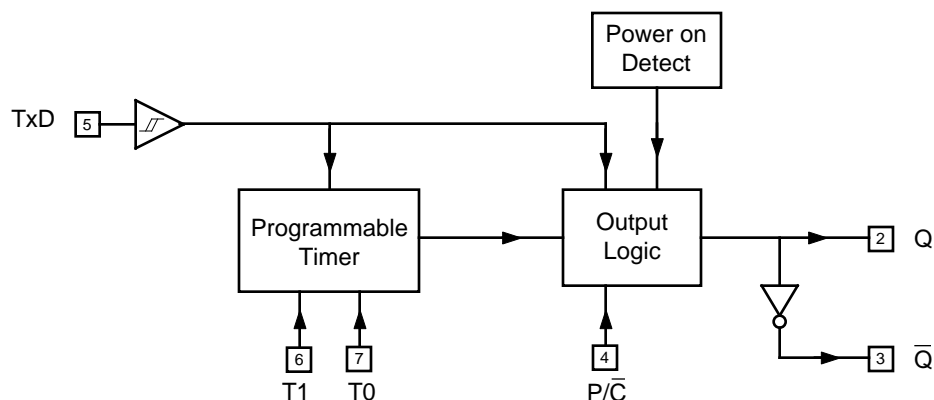 Power on
Detect
TxD
5
Programmable
Timer
Output
Logic
2
Q
6
7
4
3
Q̅
T1
T0
P/C̅